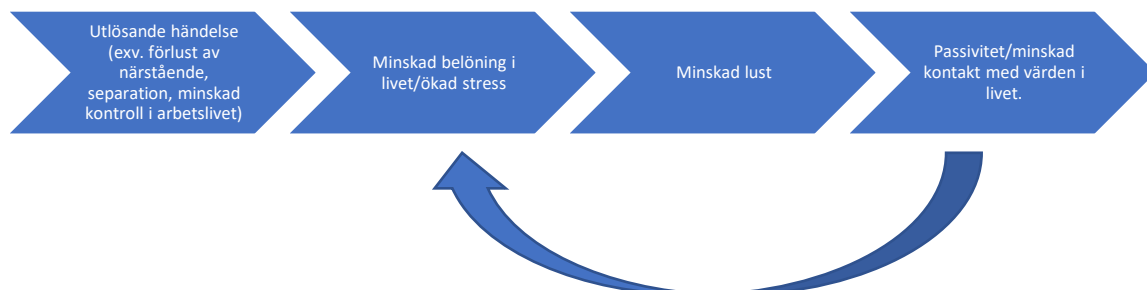 Utlösande händelse
(exv. förlust av
närstående,
separation, minskad
kontroll i arbetslivet)
Minskad belöning i
livet/ökad stress
Minskad lust
Passivitet/minskad
kontakt med värden i
livet.